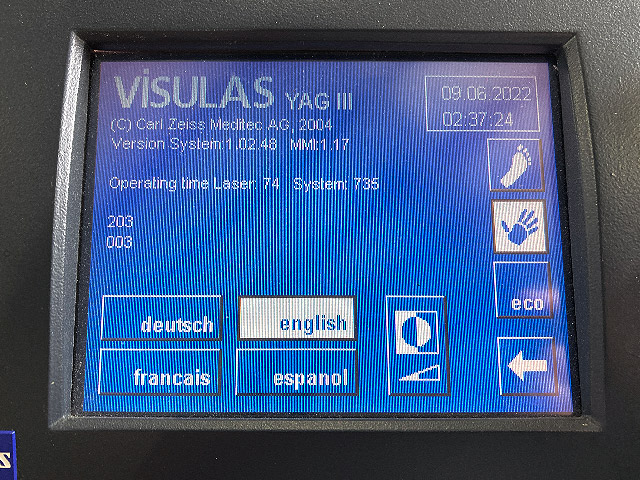 ViSULAS YAG III
09.06.2022
02:37:24
(C) Carl Zeiss Meditec AG, 2004
Version System:1.02.48 MMI:1.17
Operating time Laser: 74 System: 735
203
003
eco
deutsch
english
francais
espanol